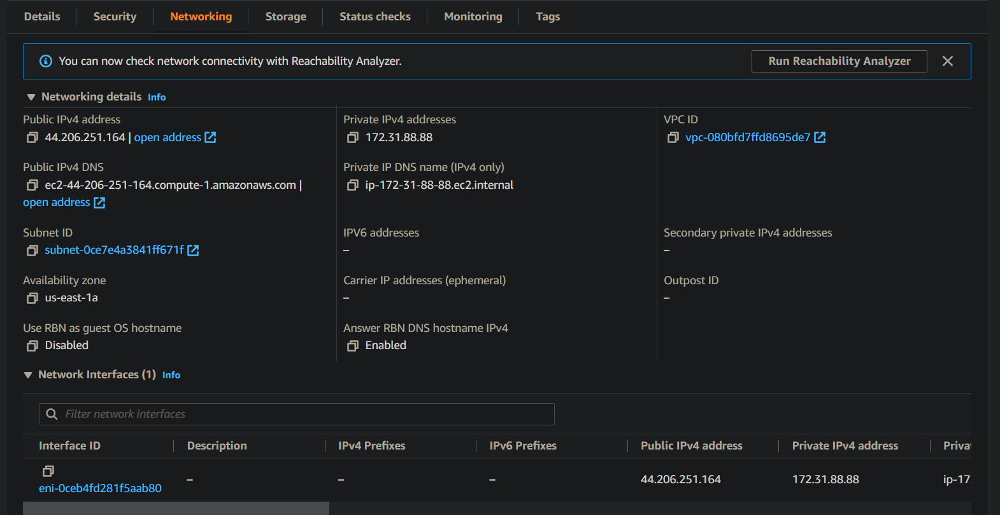 Details Security Networking Storage Status checks Monitoring Tags
You can now check network connectivity with Reachability Analyzer. Run Reachability Analyzer
Networking details Info
Public IPv4 address Private IPv4 addresses VPC ID
44.206.251.164 | open address 172.31.88.88 vpc-080bfd7ffd8695de7
Public IPv4 DNS Private IP DNS name (IPv4 only)
ec2-44-206-251-164.compute-1.amazonaws.com | ip-172-31-88-88.ec2.internal
open address
Subnet ID IPV6 addresses Secondary private IPv4 addresses
subnet-0ce7e4a3841ff671f – –
Availability zone Carrier IP addresses (ephemeral) Outpost ID
us-east-1a – –
Use RBN as guest OS hostname Answer RBN DNS hostname IPv4
Disabled Enabled
Network Interfaces (1) Info
Filter network interfaces
Interface ID Description IPv4 Prefixes IPv6 Prefixes Public IPv4 address Private IPv4 address Priva
eni-0ceb4fd281f5aab80 – – – 44.206.251.164 172.31.88.88 ip-17